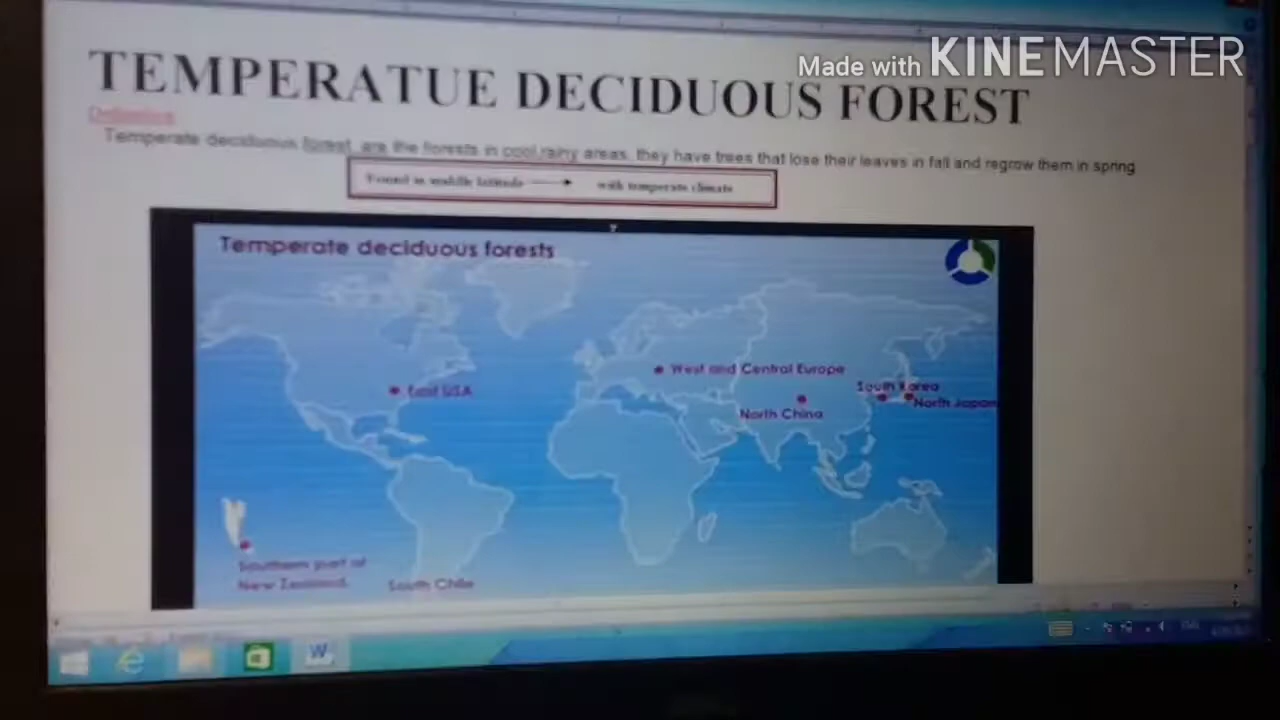 Made with KINEMASTER
TEMPERATUE DECIDUOUS FOREST
Definition
Temperate deciduous forest are the forests in cool,rainy areas, they have trees that lose their leaves in fall and regrow them in spring
Found in middle latitude → with temperate climate
Temperate deciduous forests
West and Central Europe
South Korea
East USA
North Japan
North China
Southern part of
New Zealand.
South Chile